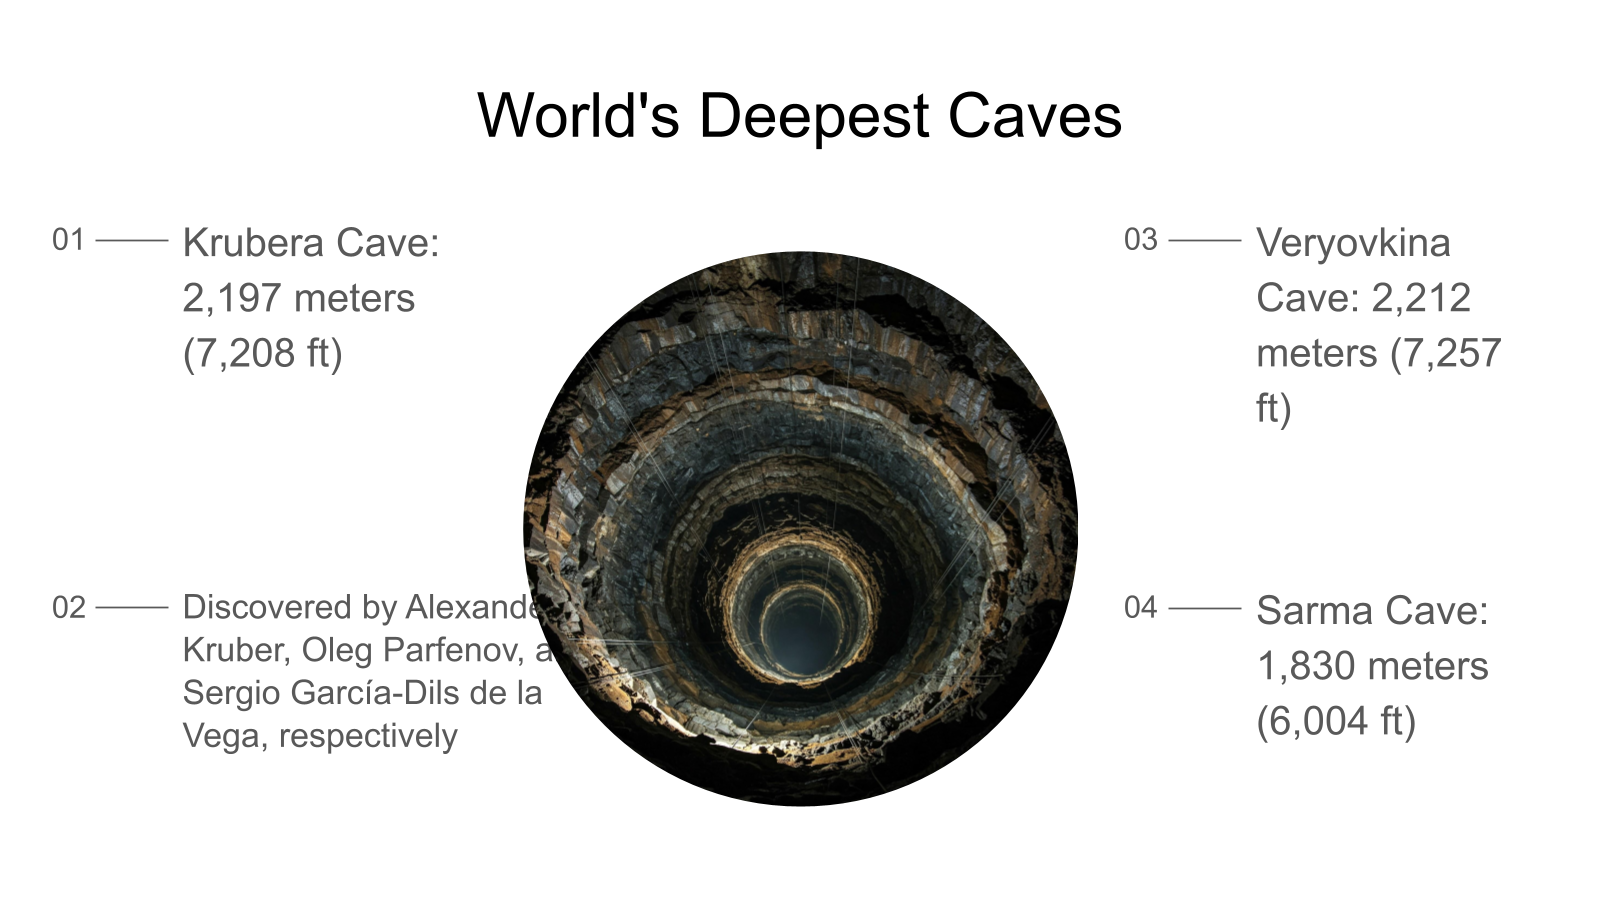 World's Deepest Caves
01
Krubera Cave:
2,197 meters
(7,208 ft)
02
Discovered by
Kruber, Oleg Parfenov,
Sergio García-Dils de la
Vega, respectively
03
Veryovkina
Cave: 2,212
meters (7,257
ft)
04
Sarma Cave:
1,830 meters
(6,004 ft)